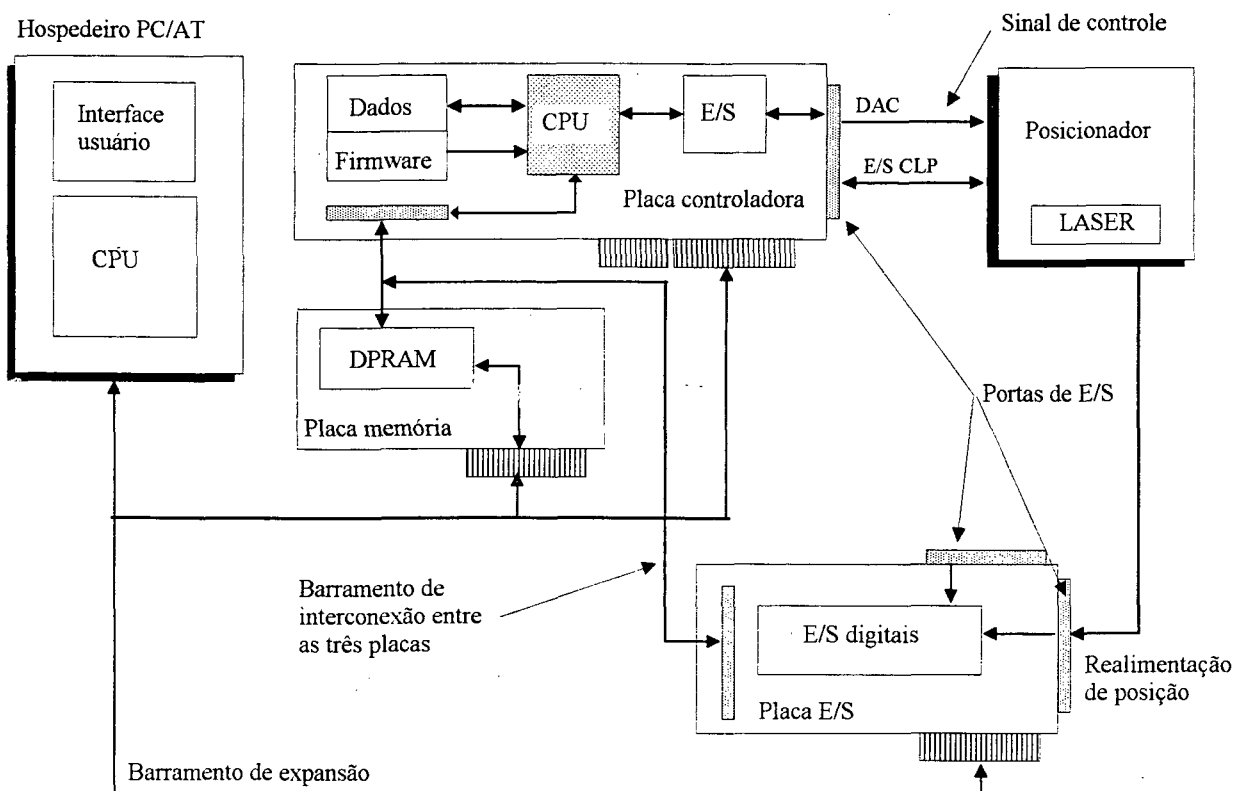 Hospedeiro PC/AT
Sinal de controle
Interface
usuário
CPU
Dados
Firmware
CPU
E/S
Placa controladora
DAC
E/S CLP
Posicionador
LASER
DPRAM
Placa memória
Portas de E/S
Barramento de
interconexão entre
as três placas
E/S digitais
Placa E/S
Realimentação
de posição
Barramento de expansão